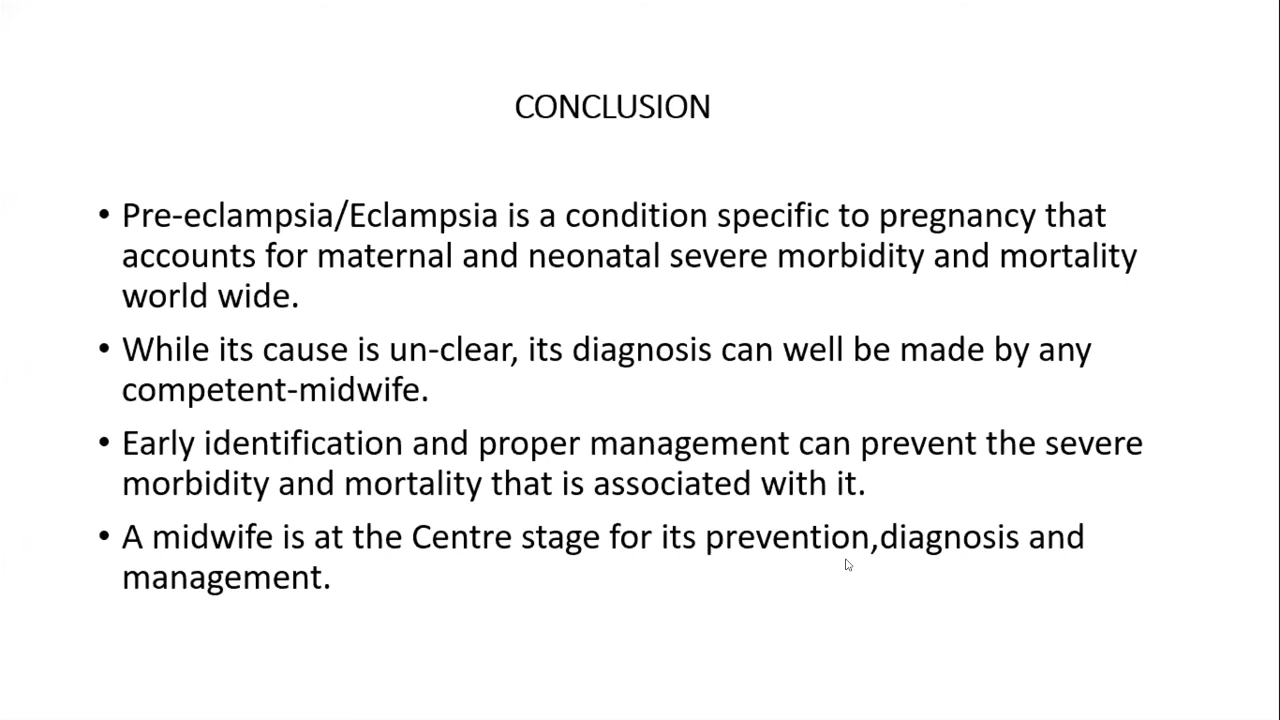 CONCLUSION
• Pre-eclampsia/Eclampsia is a condition specific to pregnancy that
accounts for maternal and neonatal severe morbidity and mortality
world wide.
• While its cause is un-clear, its diagnosis can well be made by any
competent-midwife.
• Early identification and proper management can prevent the severe
morbidity and mortality that is associated with it.
• A midwife is at the Centre stage for its prevention,diagnosis and
management.